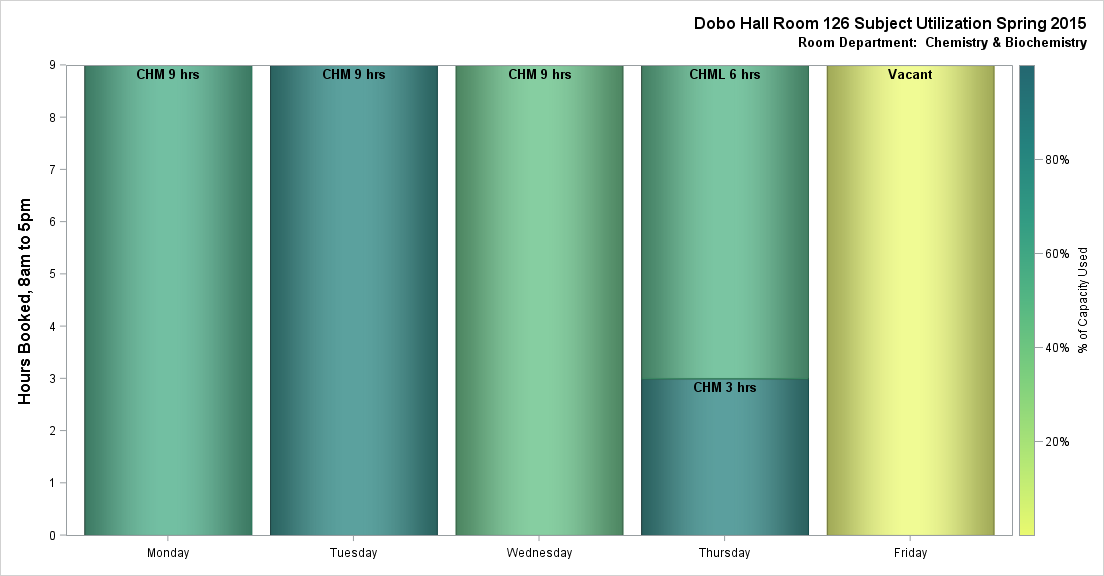 Dobo Hall Room 126 Subject Utilization Spring 2015
Room Department:  Chemistry & Biochemistry
Hours Booked, 8am to 5pm
9
8
7
6
5
4
3
2
1
0
CHM 9 hrs
CHM 9 hrs
CHM 9 hrs
CHML 6 hrs
CHM 3 hrs
Vacant
Monday
Tuesday
Wednesday
Thursday
Friday
80%
60%
40%
20%
% of Capacity Used